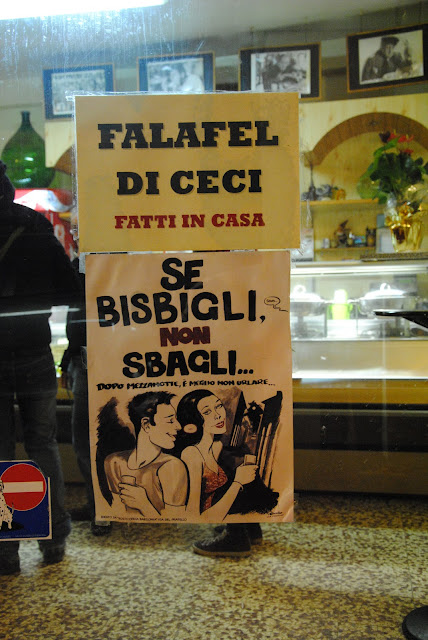 FALAFEL
DI CECI
FATTI IN CASA
SE
BISBIGLI,
NON
SBAGLI...
DOPO MEZZANOTTE, È MEGLIO NON URLARE...